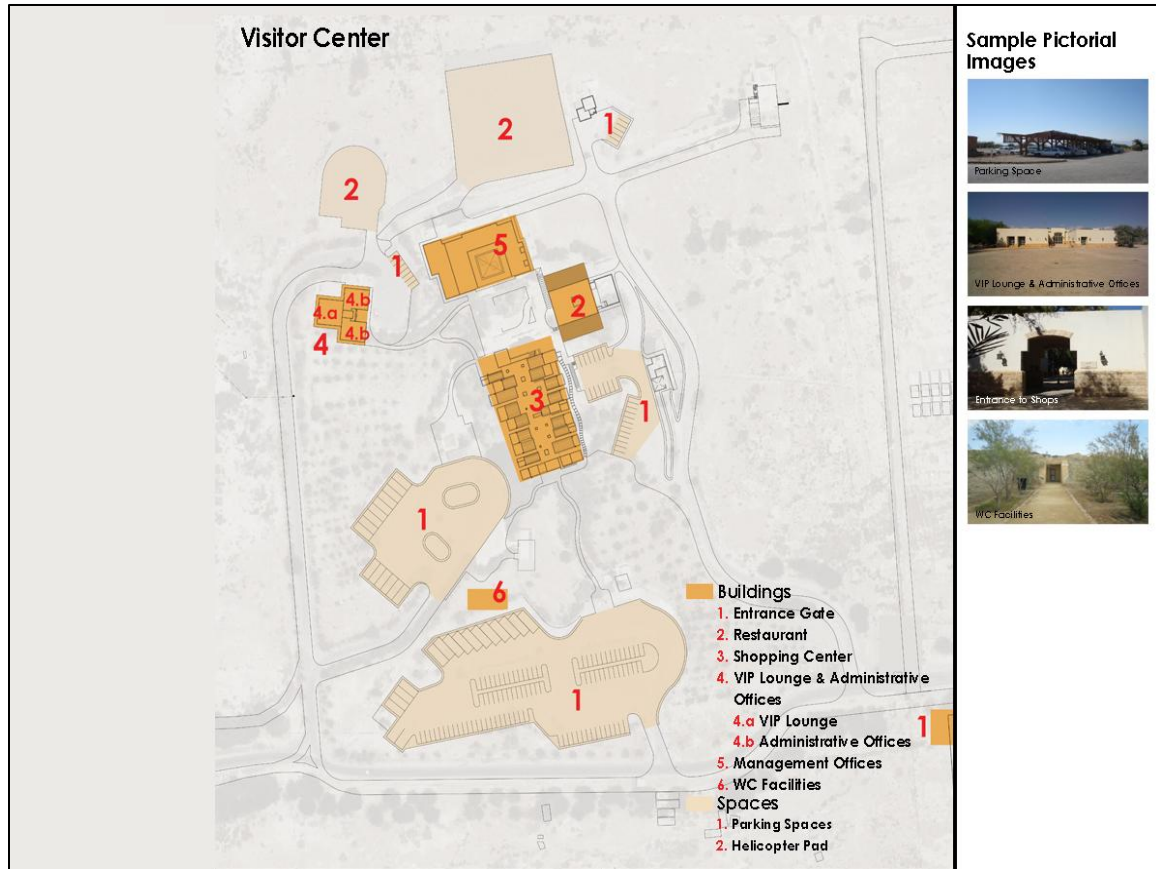 Visitor Center
2
1
2
5
1
2
4.b
4.a
4.b
4
3
1
1
6
1
1
Buildings
1. Entrance Gate
2. Restaurant
3. Shopping Center
4. VIP Lounge & Administrative
Offices
4.a VIP Lounge
4.b Administrative Offices
5. Management Offices
6. WC Facilities
Spaces
1. Parking Spaces
2. Helicopter Pad
Sample Pictorial
Images
Parking Space
VIP Lounge & Administrative Offices
Entrance to Shops
WC Facilities